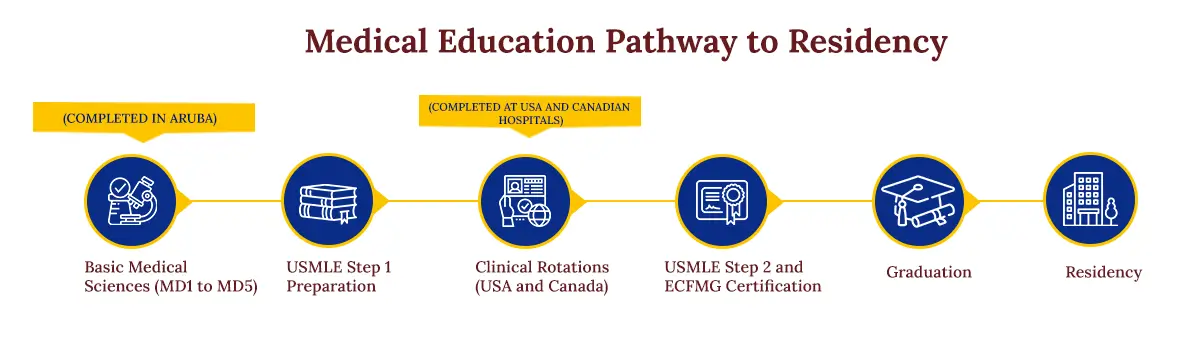 Medical Education Pathway to Residency
(COMPLETED IN ARUBA)
(COMPLETED AT USA AND CANADIAN
HOSPITALS)
Basic Medical
Sciences (MD1 to MD5)
USMLE Step 1
Preparation
Clinical Rotations
(USA and Canada)
USMLE Step 2 and
ECFMG Certification
Graduation
Residency